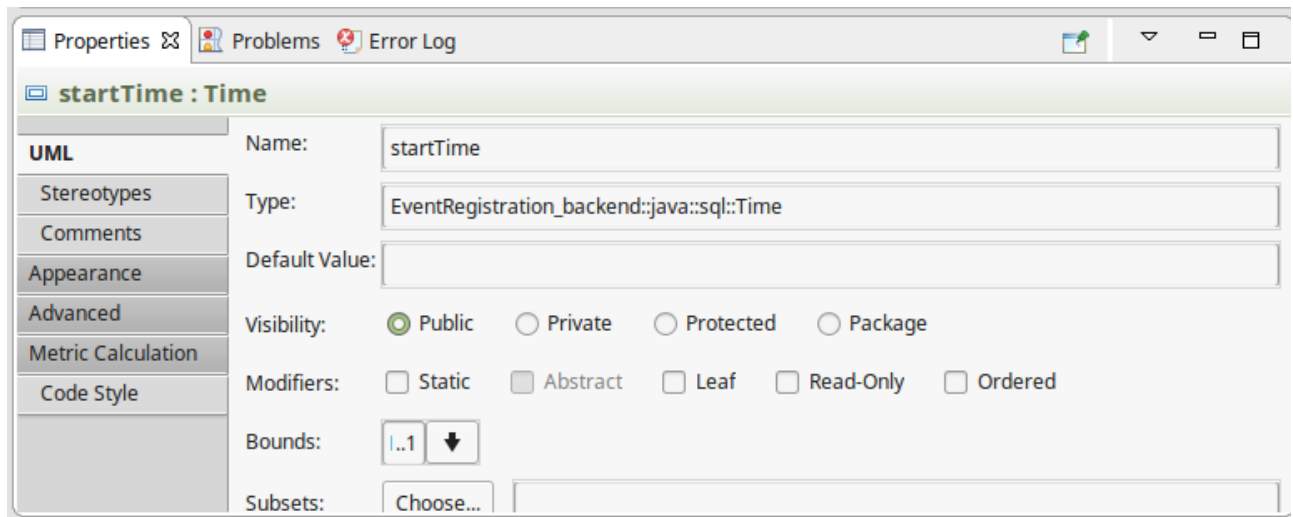 Properties Problems Error Log
startTime : Time
UML
Stereotypes
Comments
Appearance
Advanced
Metric Calculation
Code Style
Name: startTime
Type: EventRegistration_backend::java::sql::Time
Default Value:
Visibility: Public Private Protected Package
Modifiers: Static Abstract Leaf Read-Only Ordered
Bounds: ..1
Subsets: Choose...